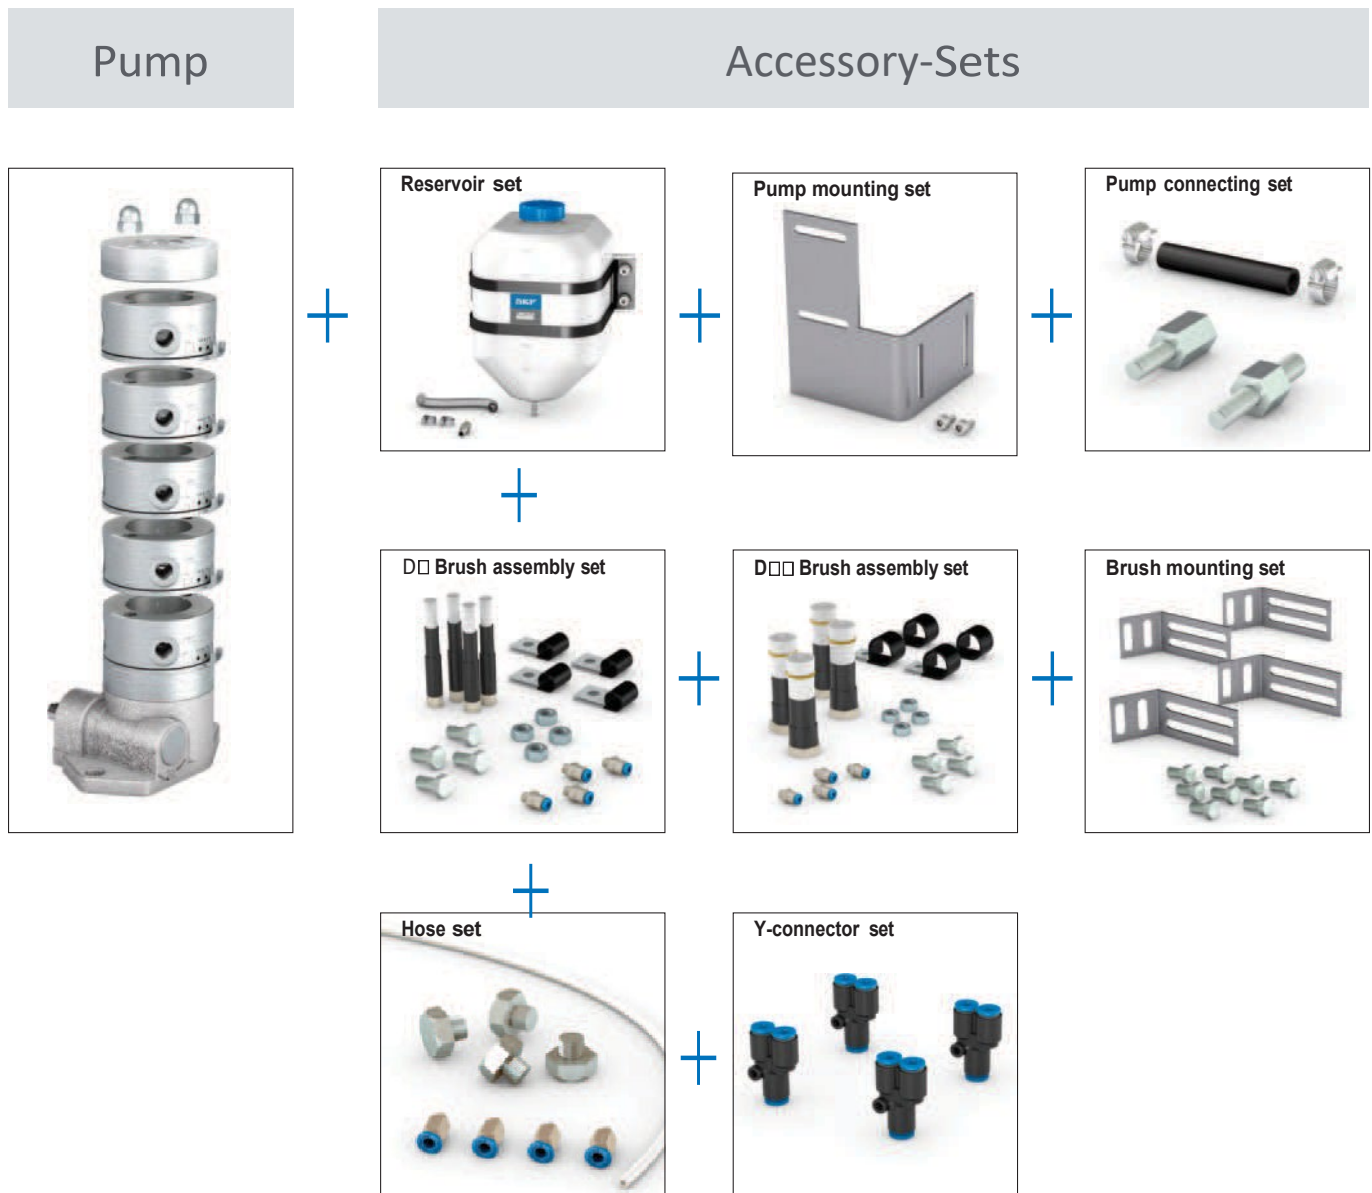 Pump
Accessory-Sets
Reservoir set
Pump mounting set
Pump connecting set
SKF
D□ Brush assembly set
D□□ Brush assembly set
Brush mounting set
Hose set
Y-connector set